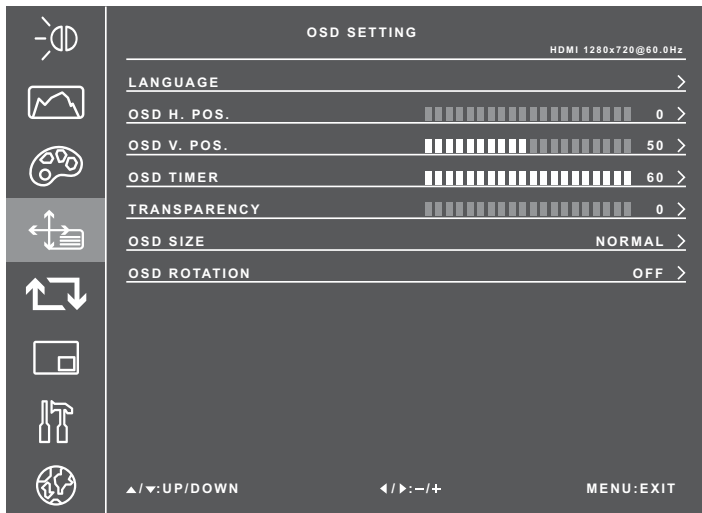 OSD SETTING
HDMI 1280x720@60.0Hz
LANGUAGE >
OSD H. POS. 0 >
OSD V. POS. 50 >
OSD TIMER 60 >
TRANSPARENCY 0 >
OSD SIZE NORMAL >
OSD ROTATION OFF >
▲/▼:UP/DOWN ◀/▶:−/+ MENU:EXIT